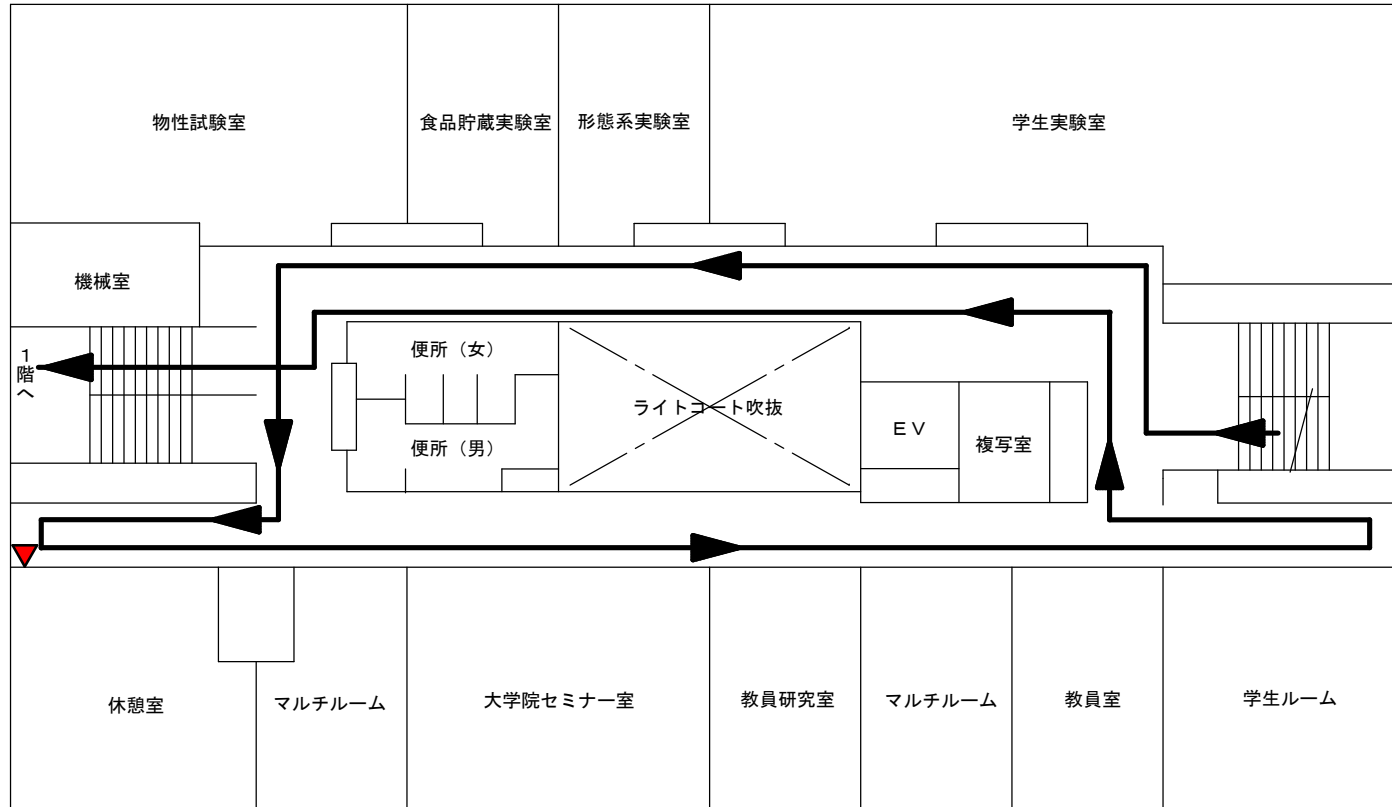 物性試験室
食品貯蔵実験室
形態系実験室
学生実験室
機械室
1階へ
便所（女）
便所（男）
ライトコート吹抜
ＥＶ
複写室
休憩室
マルチルーム
大学院セミナー室
教員研究室
マルチルーム
教員室
学生ルーム